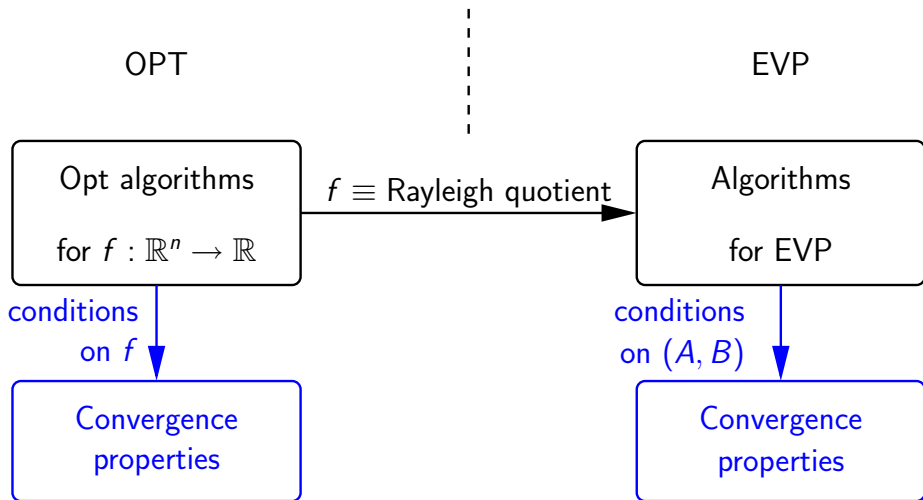 OPT
EVP
Opt algorithms
for f : ℝⁿ → ℝ
f ≡ Rayleigh quotient
Algorithms
for EVP
conditions
on f
conditions
on (A, B)
Convergence
properties
Convergence
properties